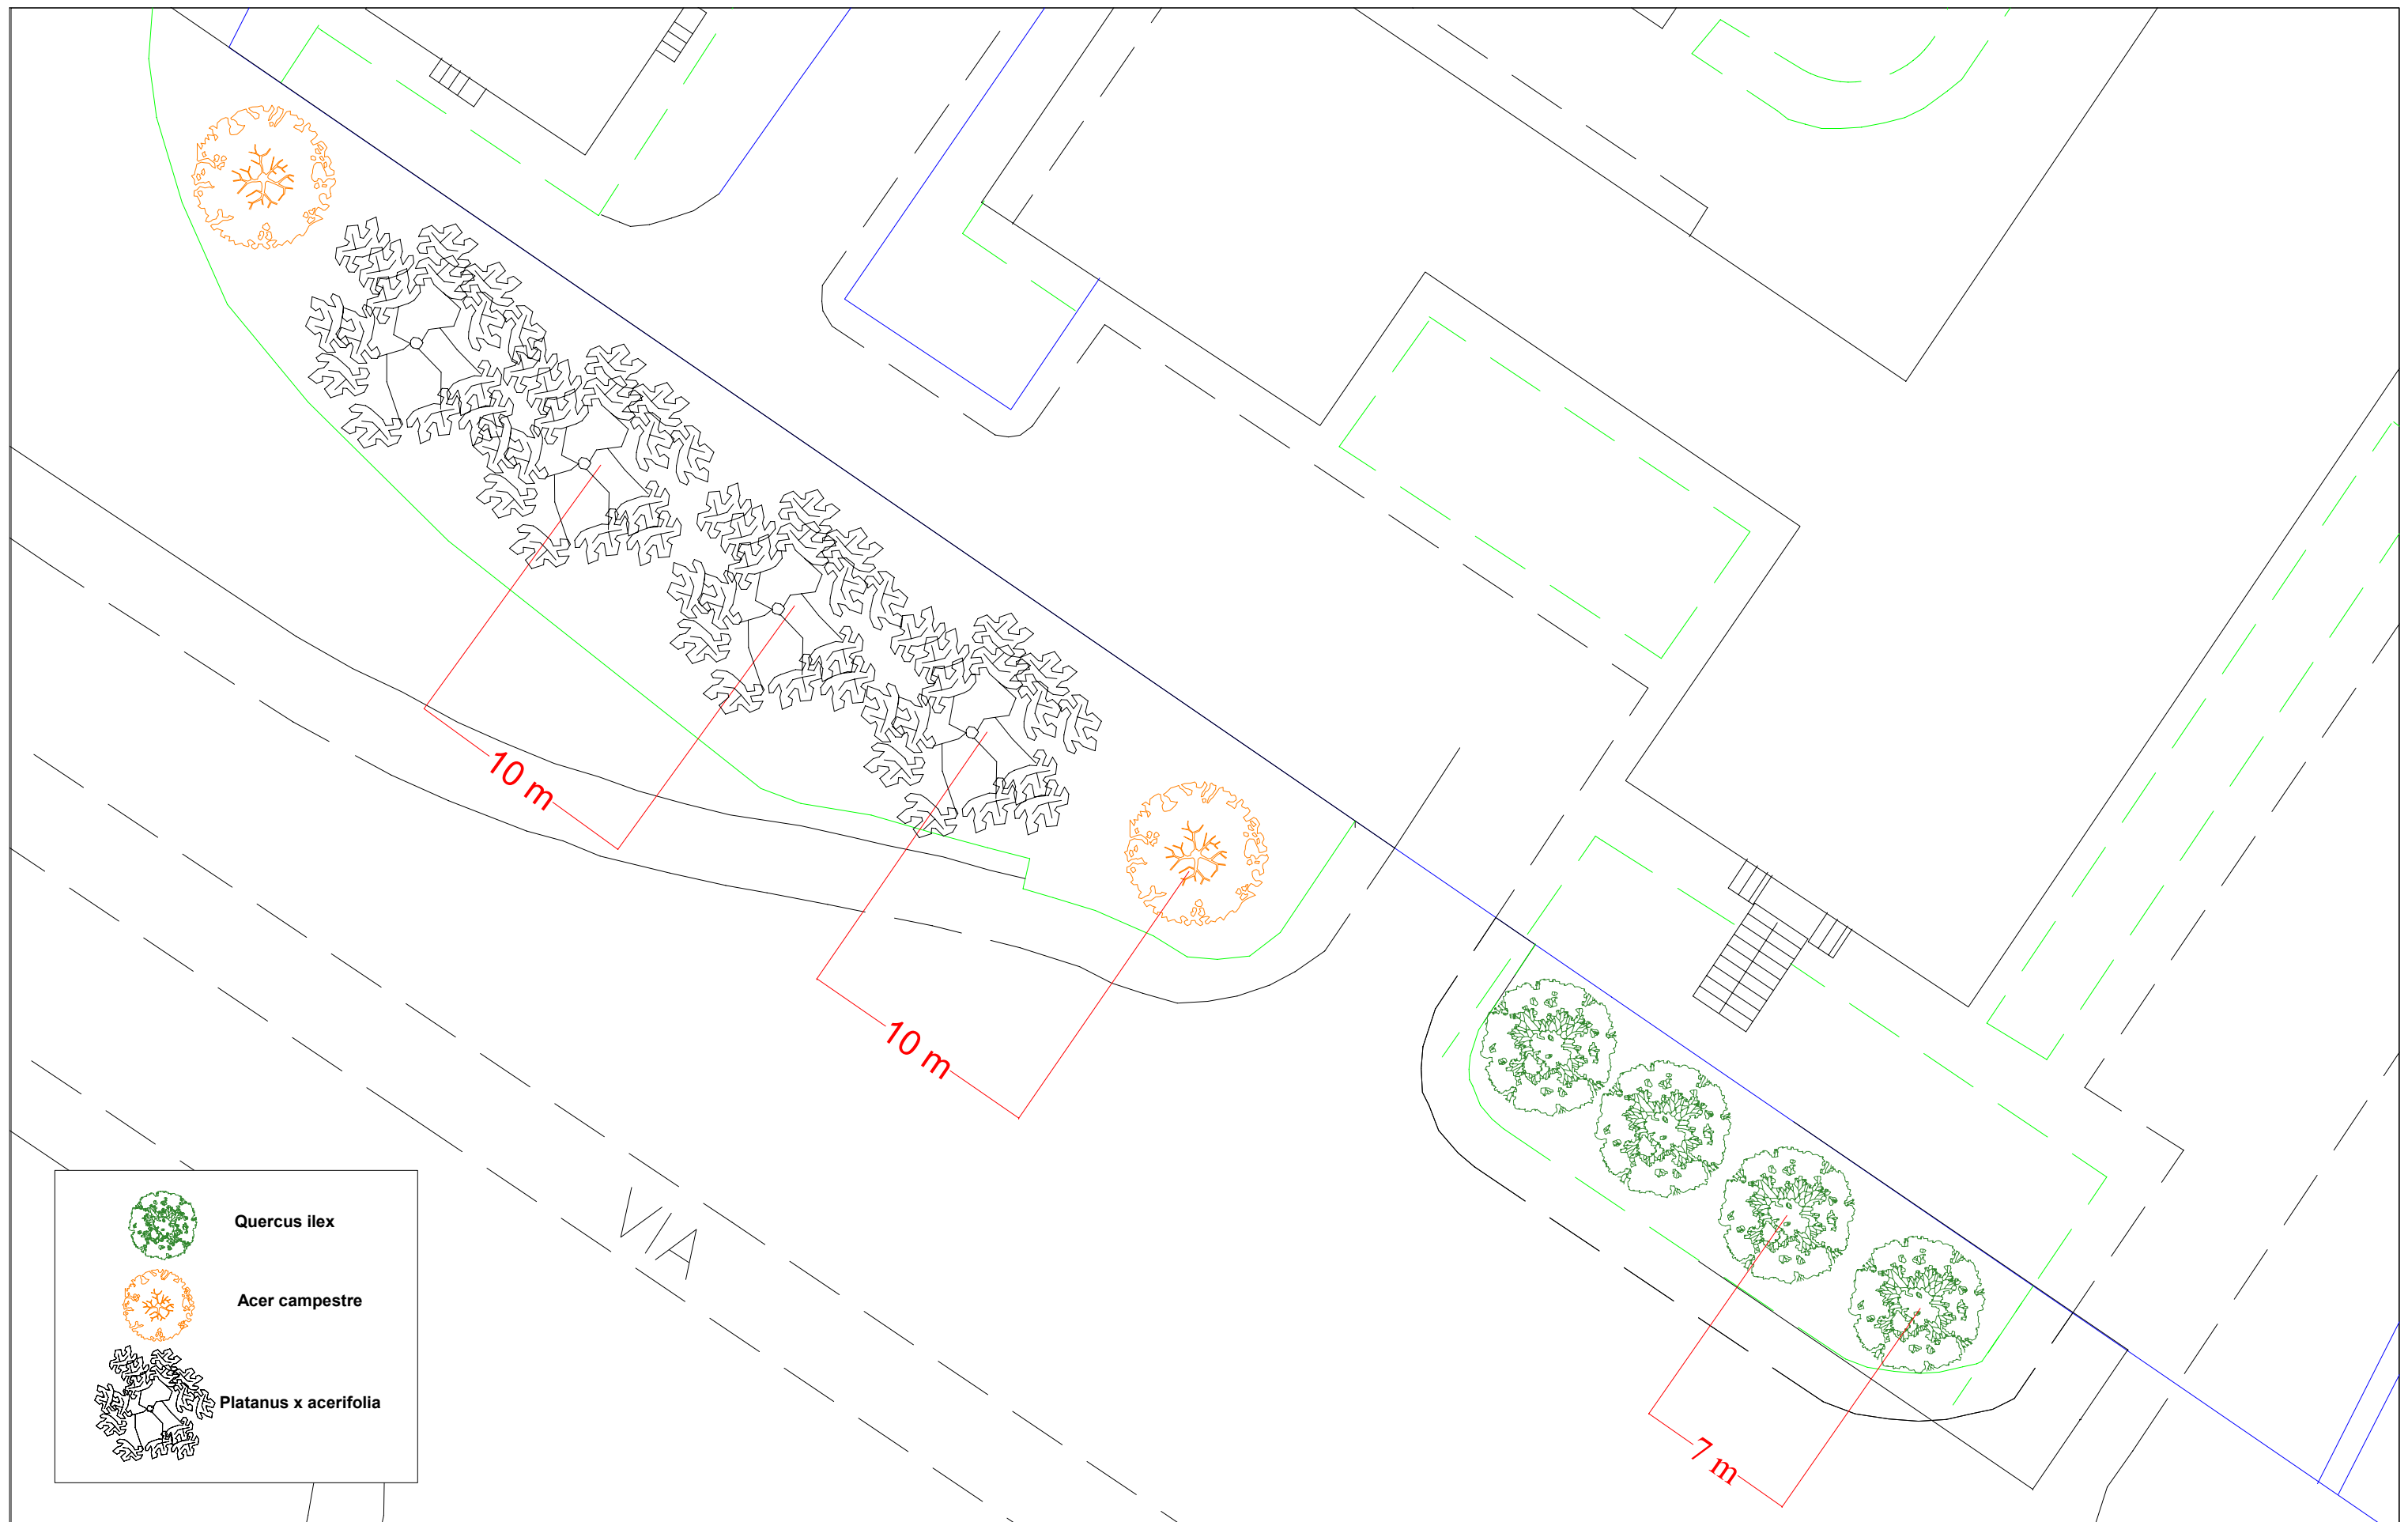 10 m
10 m
7 m
VIA
Quercus ilex
Acer campestre
Platanus x acerifolia